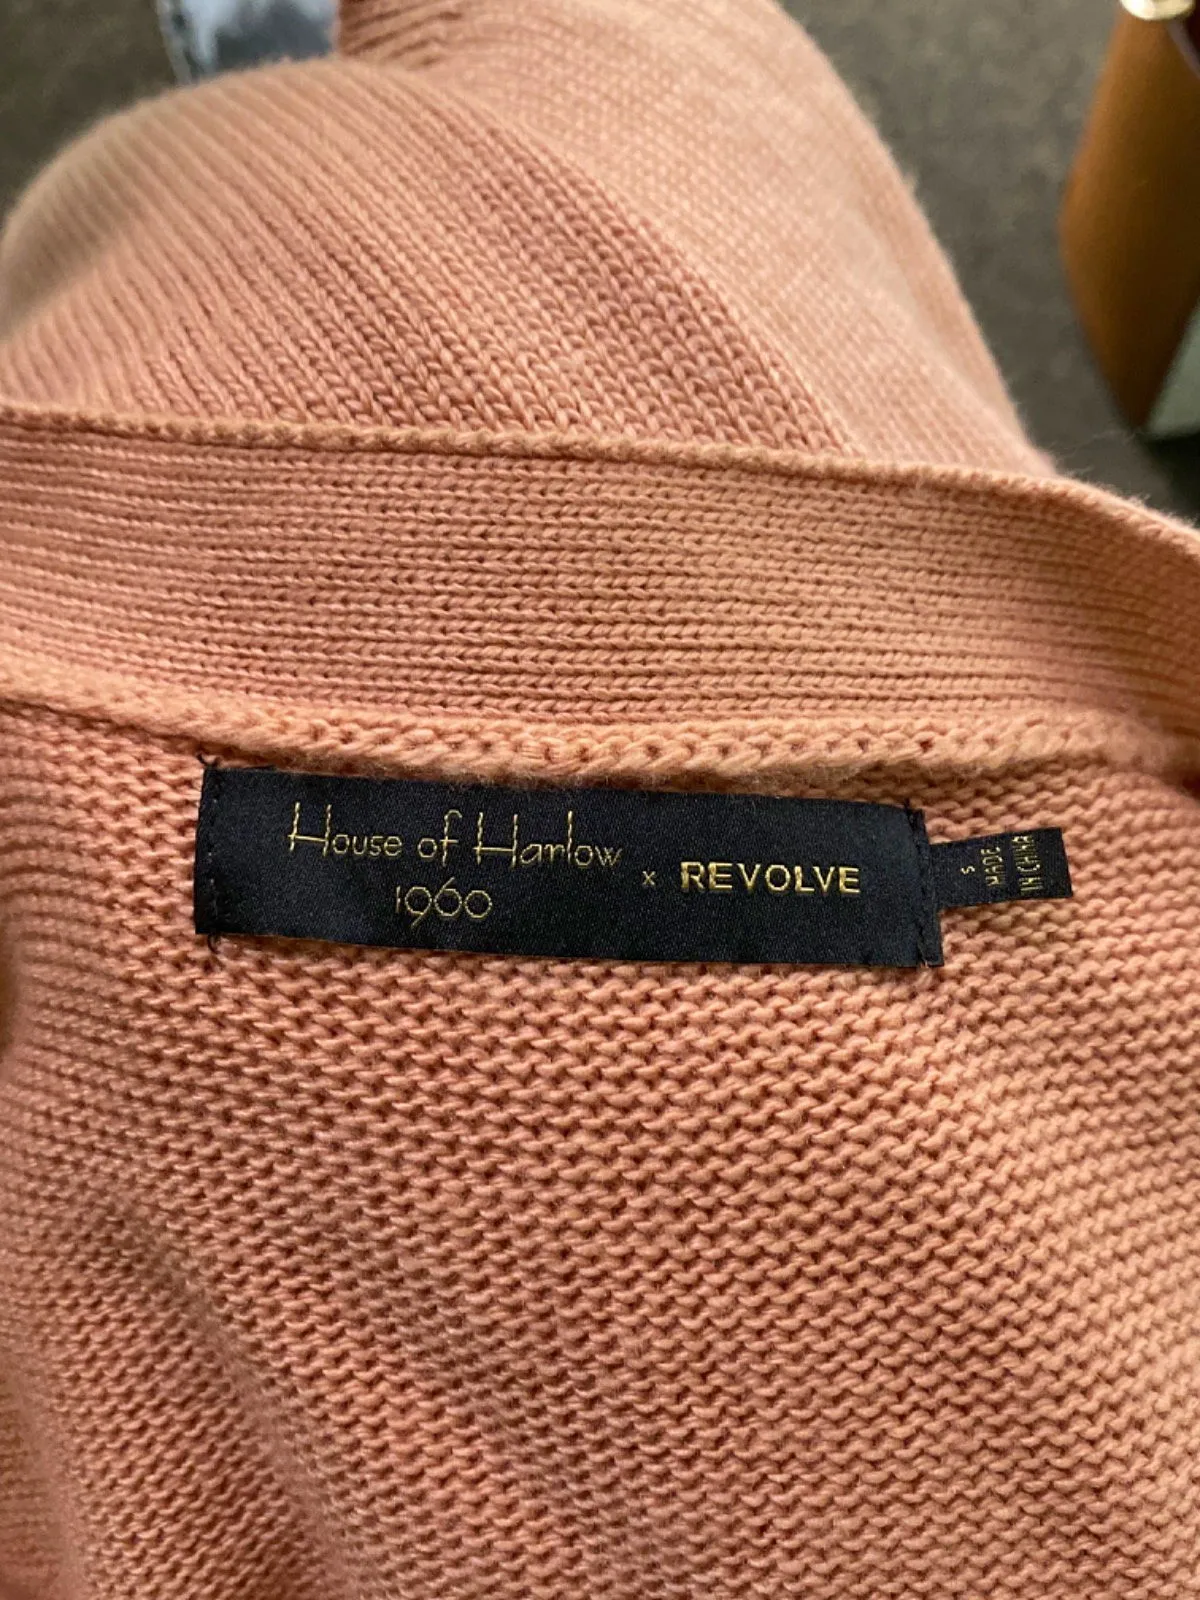 House of Harlow
1960
x REVOLVE
S
MADE
IN CHINA